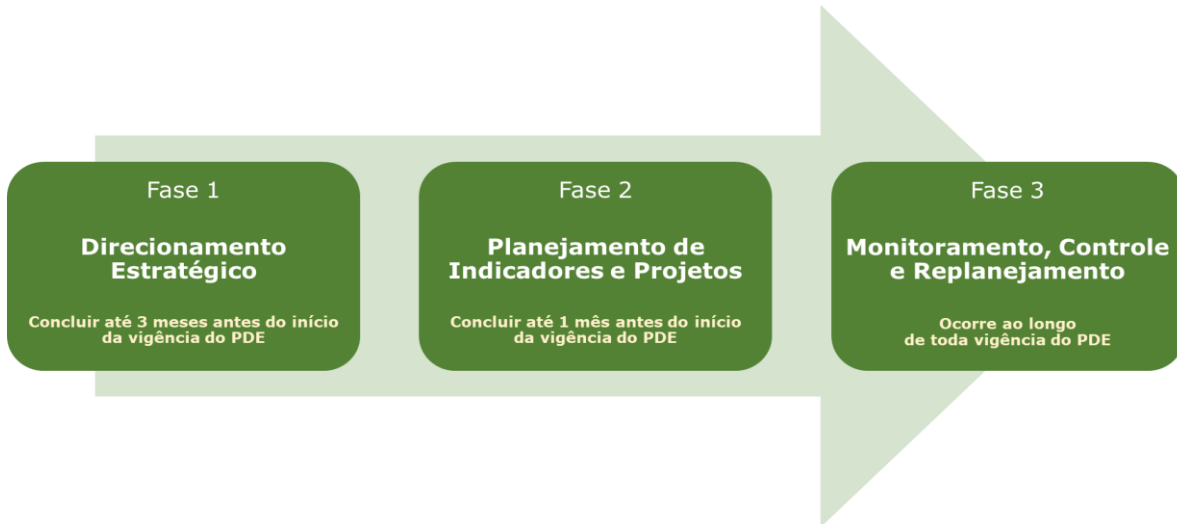 Fase 1
Direcionamento
Estratégico
Concluir até 3 meses antes do início
da vigência do PDE
Fase 2
Planejamento de
Indicadores e Projetos
Concluir até 1 mês antes do início
da vigência do PDE
Fase 3
Monitoramento, Controle
e Replanejamento
Ocorre ao longo
de toda vigência do PDE